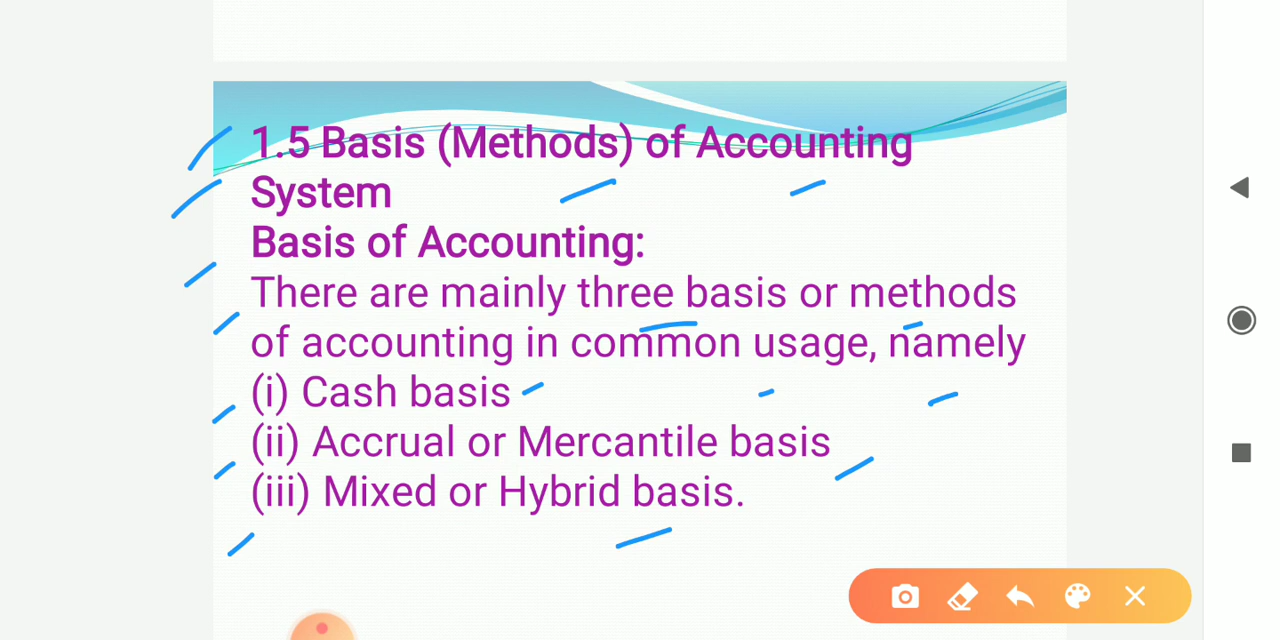 1.5 Basis (Methods) of Accounting
System
Basis of Accounting:
There are mainly three basis or methods
of accounting in common usage, namely
(i) Cash basis
(ii) Accrual or Mercantile basis
(iii) Mixed or Hybrid basis.